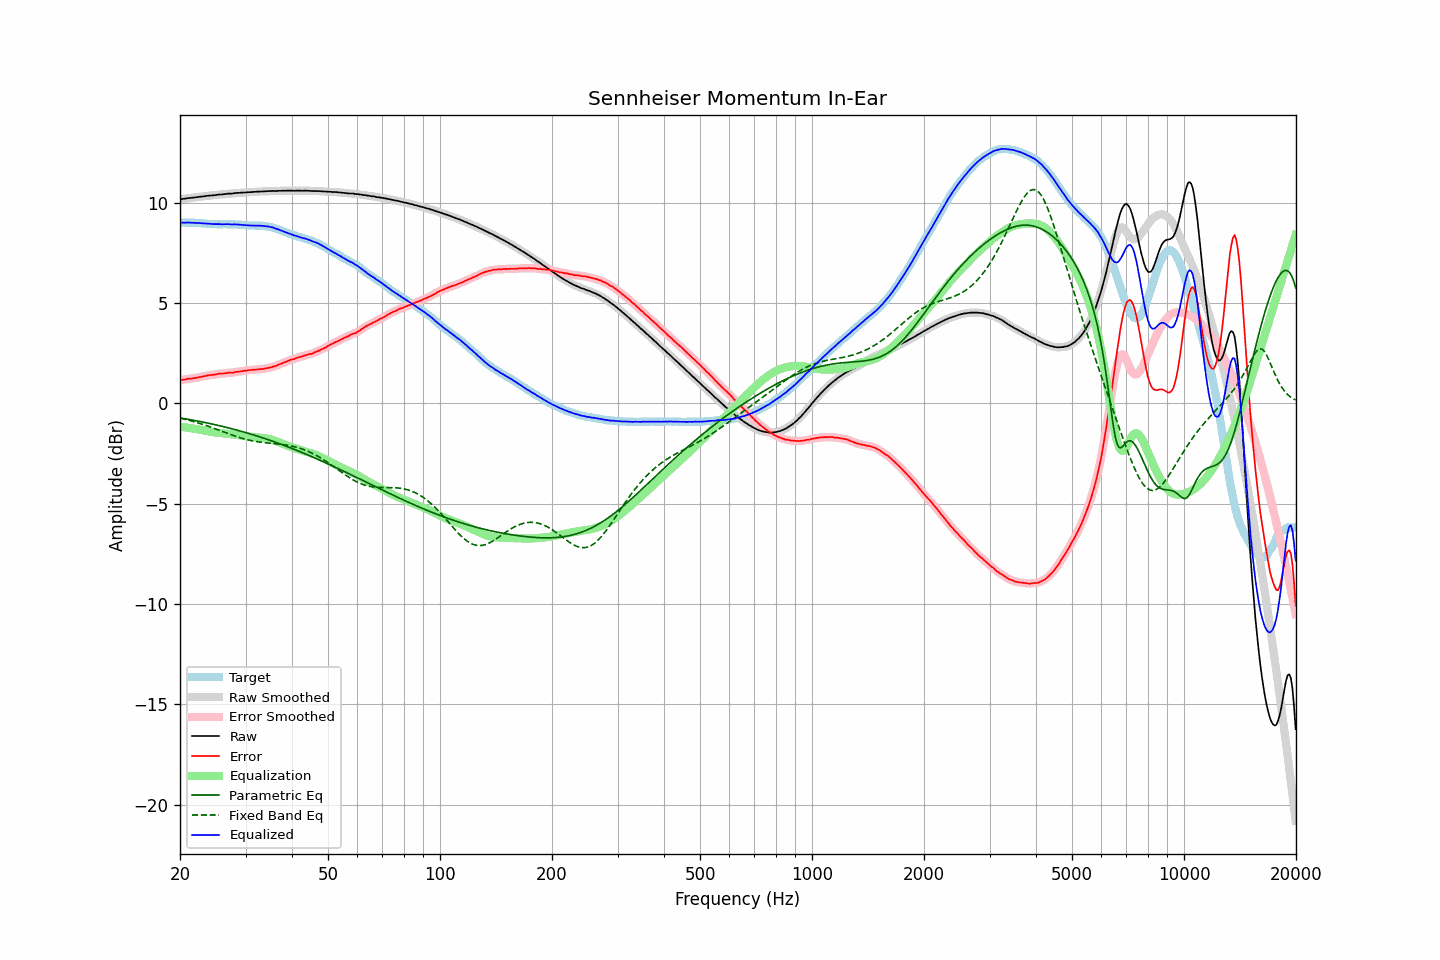 Sennheiser Momentum In-Ear
Amplitude (dBr)
10
5
0
−5
−10
−15
−20
Target
Raw Smoothed
Error Smoothed
Raw
Error
Equalization
Parametric Eq
Fixed Band Eq
Equalized
20 50 100 200 500 1000 2000 5000 10000 20000
Frequency (Hz)